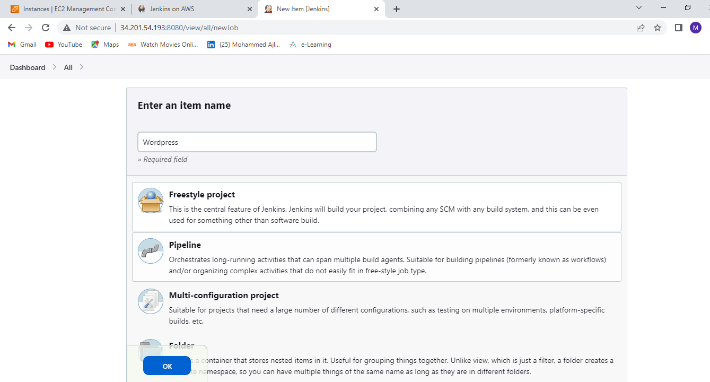 Instances | EC2 Management Con
Jenkins on AWS
New Item [Jenkins]
Not secure
34.201.54.193:8080/view/all/newJob
M
Gmail
YouTube
Maps
Watch Movies Onli...
(25) Mohammed Ajl...
e-Learning
Dashboard
All
Enter an item name
Wordpress
» Required field
Freestyle project
This is the central feature of Jenkins. Jenkins will build your project, combining any SCM with any build system, and this can be even
used for something other than software build.
Pipeline
Orchestrates long-running activities that can span multiple build agents. Suitable for building pipelines (formerly known as workflows)
and/or organizing complex activities that do not easily fit in free-style job type.
Multi-configuration project
Suitable for projects that need a large number of different configurations, such as testing on multiple environments, platform-specific
builds, etc.
Folder
a container that stores nested items in it. Useful for grouping things together. Unlike view, which is just a filter, a folder creates a
namespace, so you can have multiple things of the same name as long as they are in different folders.
OK